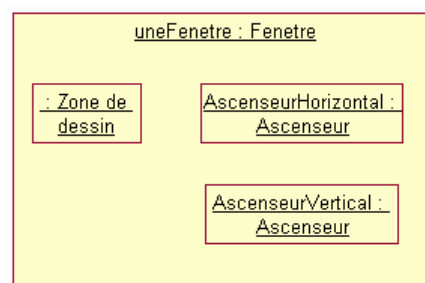 uneFenetre : Fenetre
: Zone de
dessin
AscenseurHorizontal :
Ascenseur
AscenseurVertical :
Ascenseur